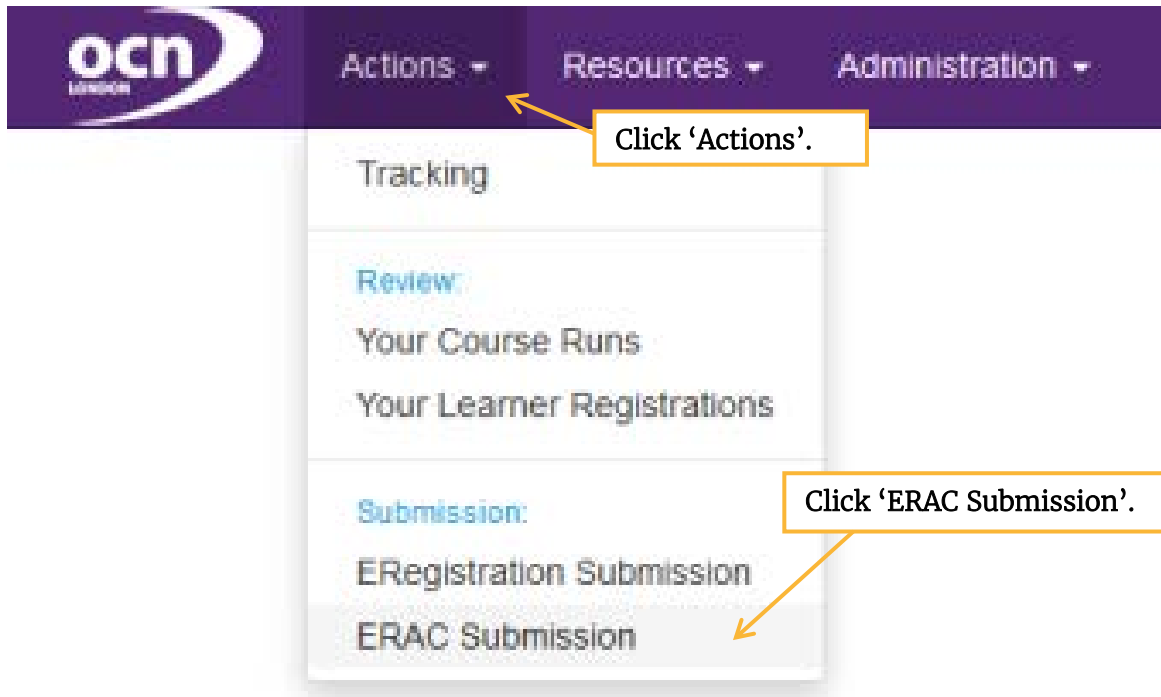 ocn
LONDON
Actions
Resources
Administration
Click ‘Actions’.
Tracking
Review:
Your Course Runs
Your Learner Registrations
Submission:
Click ‘ERAC Submission’.
ERegistration Submission
ERAC Submission